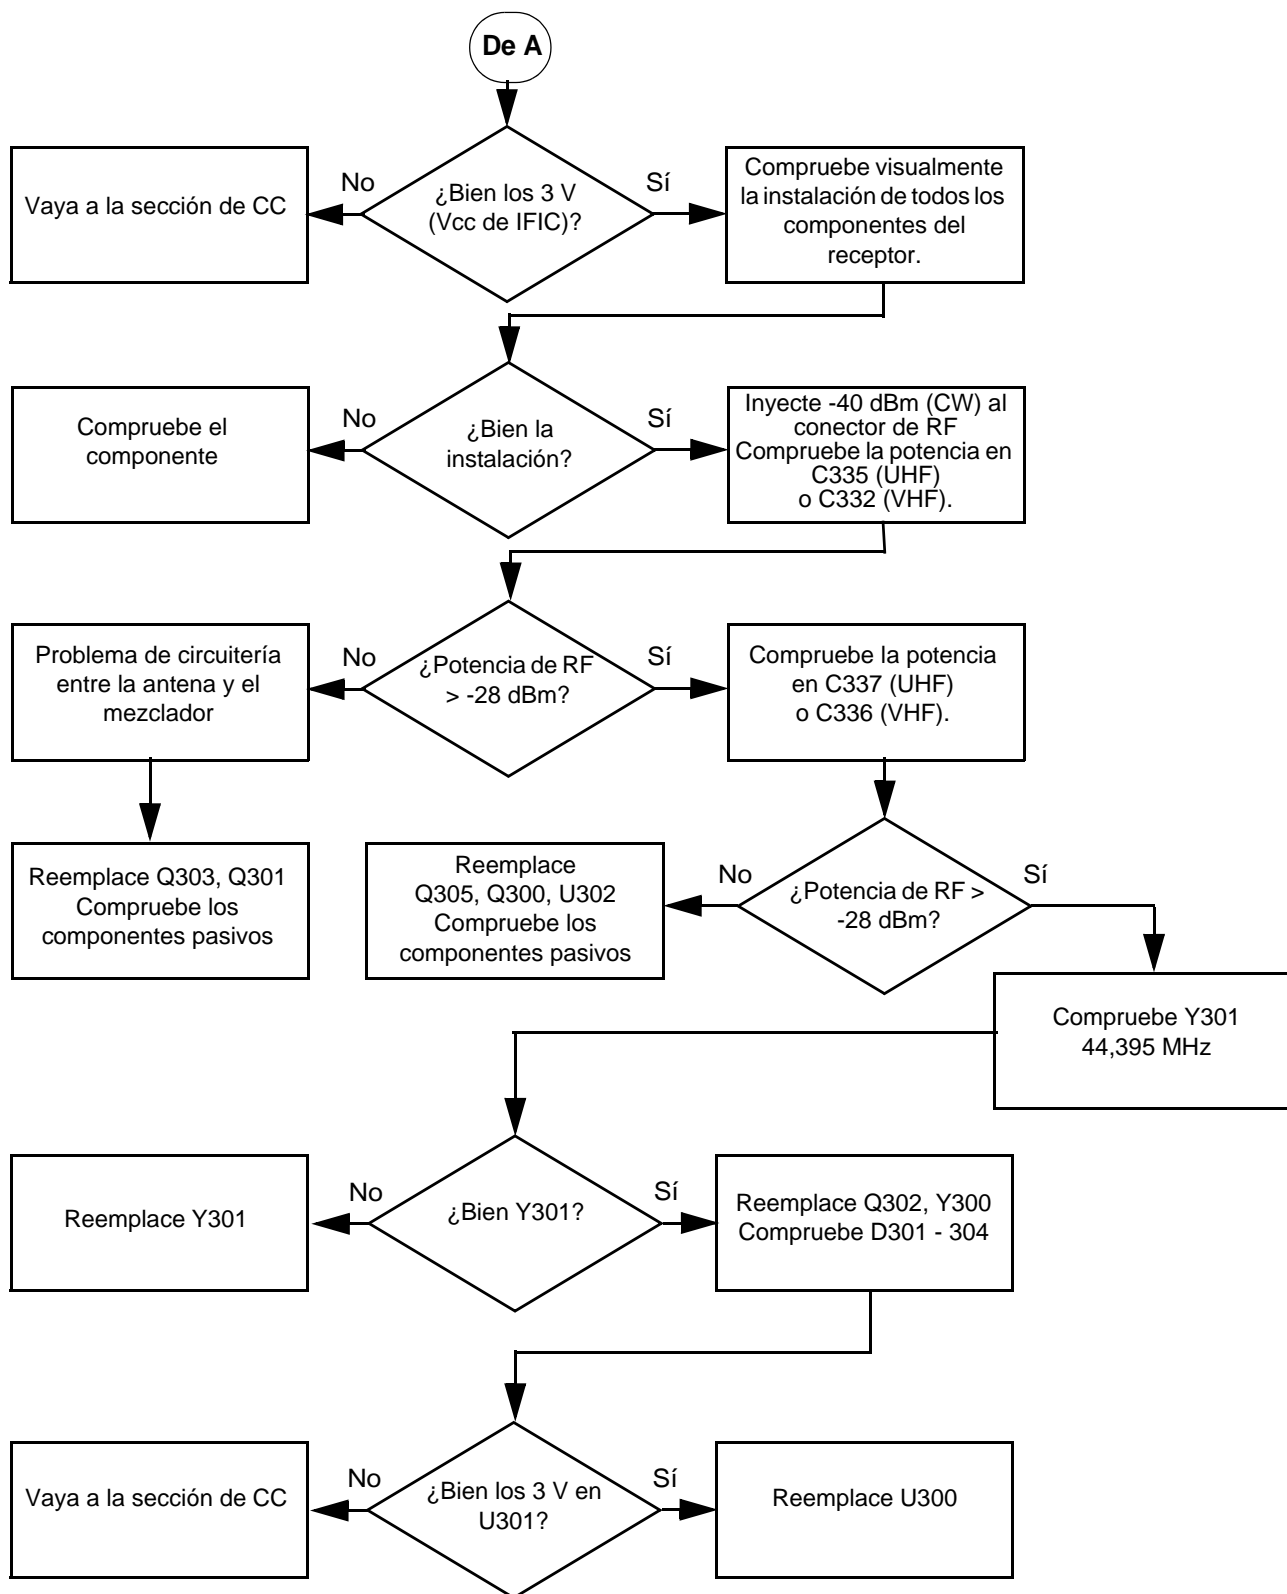 De A
Vaya a la sección de CC
No
¿Bien los 3 V
(Vcc de IFIC)?
Sí
Compruebe visualmente
la instalación de todos los
componentes del
receptor.
Compruebe el
componente
No
¿Bien la
instalación?
Sí
Inyecte -40 dBm (CW) al
conector de RF
Compruebe la potencia en
C335 (UHF)
o C332 (VHF).
Problema de circuitería
entre la antena y el
mezclador
No
¿Potencia de RF
> -28 dBm?
Sí
Compruebe la potencia
en C337 (UHF)
o C336 (VHF).
Reemplace Q303, Q301
Compruebe los
componentes pasivos
Reemplace
Q305, Q300, U302
Compruebe los
componentes pasivos
No
¿Potencia de RF >
-28 dBm?
Sí
Compruebe Y301
44,395 MHz
Reemplace Y301
No
¿Bien Y301?
Sí
Reemplace Q302, Y300
Compruebe D301 - 304
Vaya a la sección de CC
No
¿Bien los 3 V en
U301?
Sí
Reemplace U300